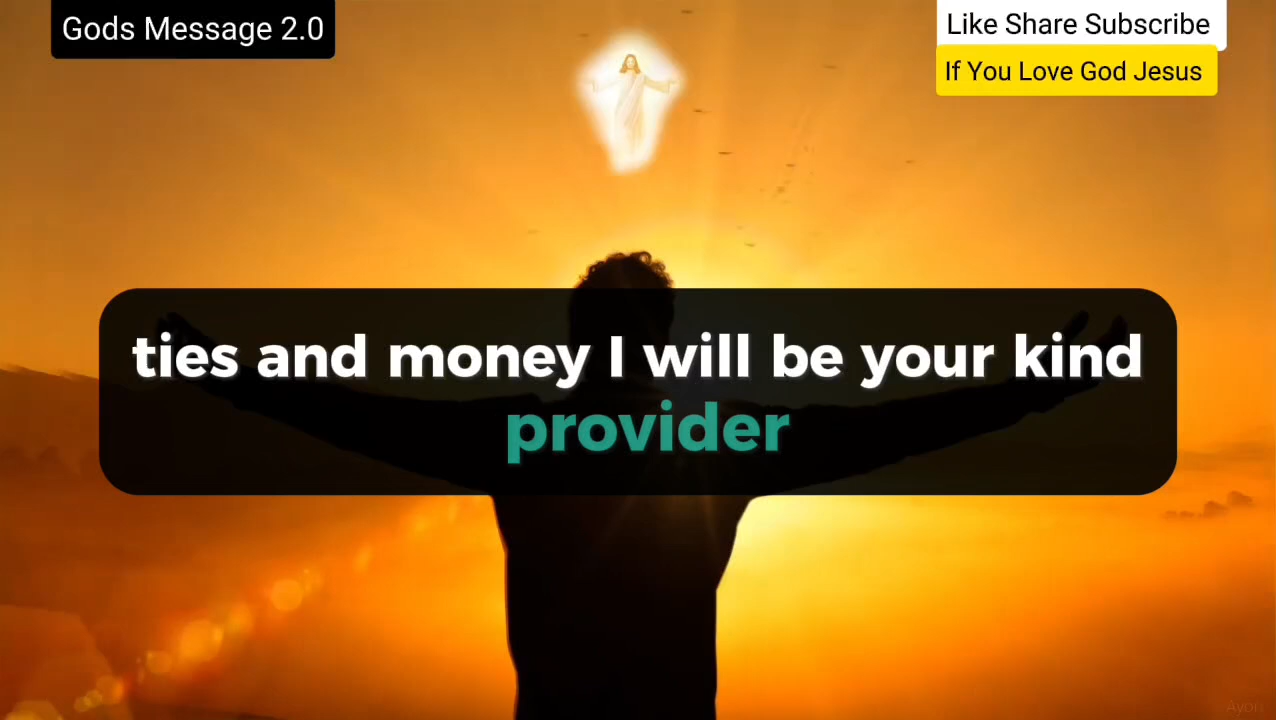 Gods Message 2.0
Like Share Subscribe
If You Love God Jesus
ties and money I will be your kind
provider